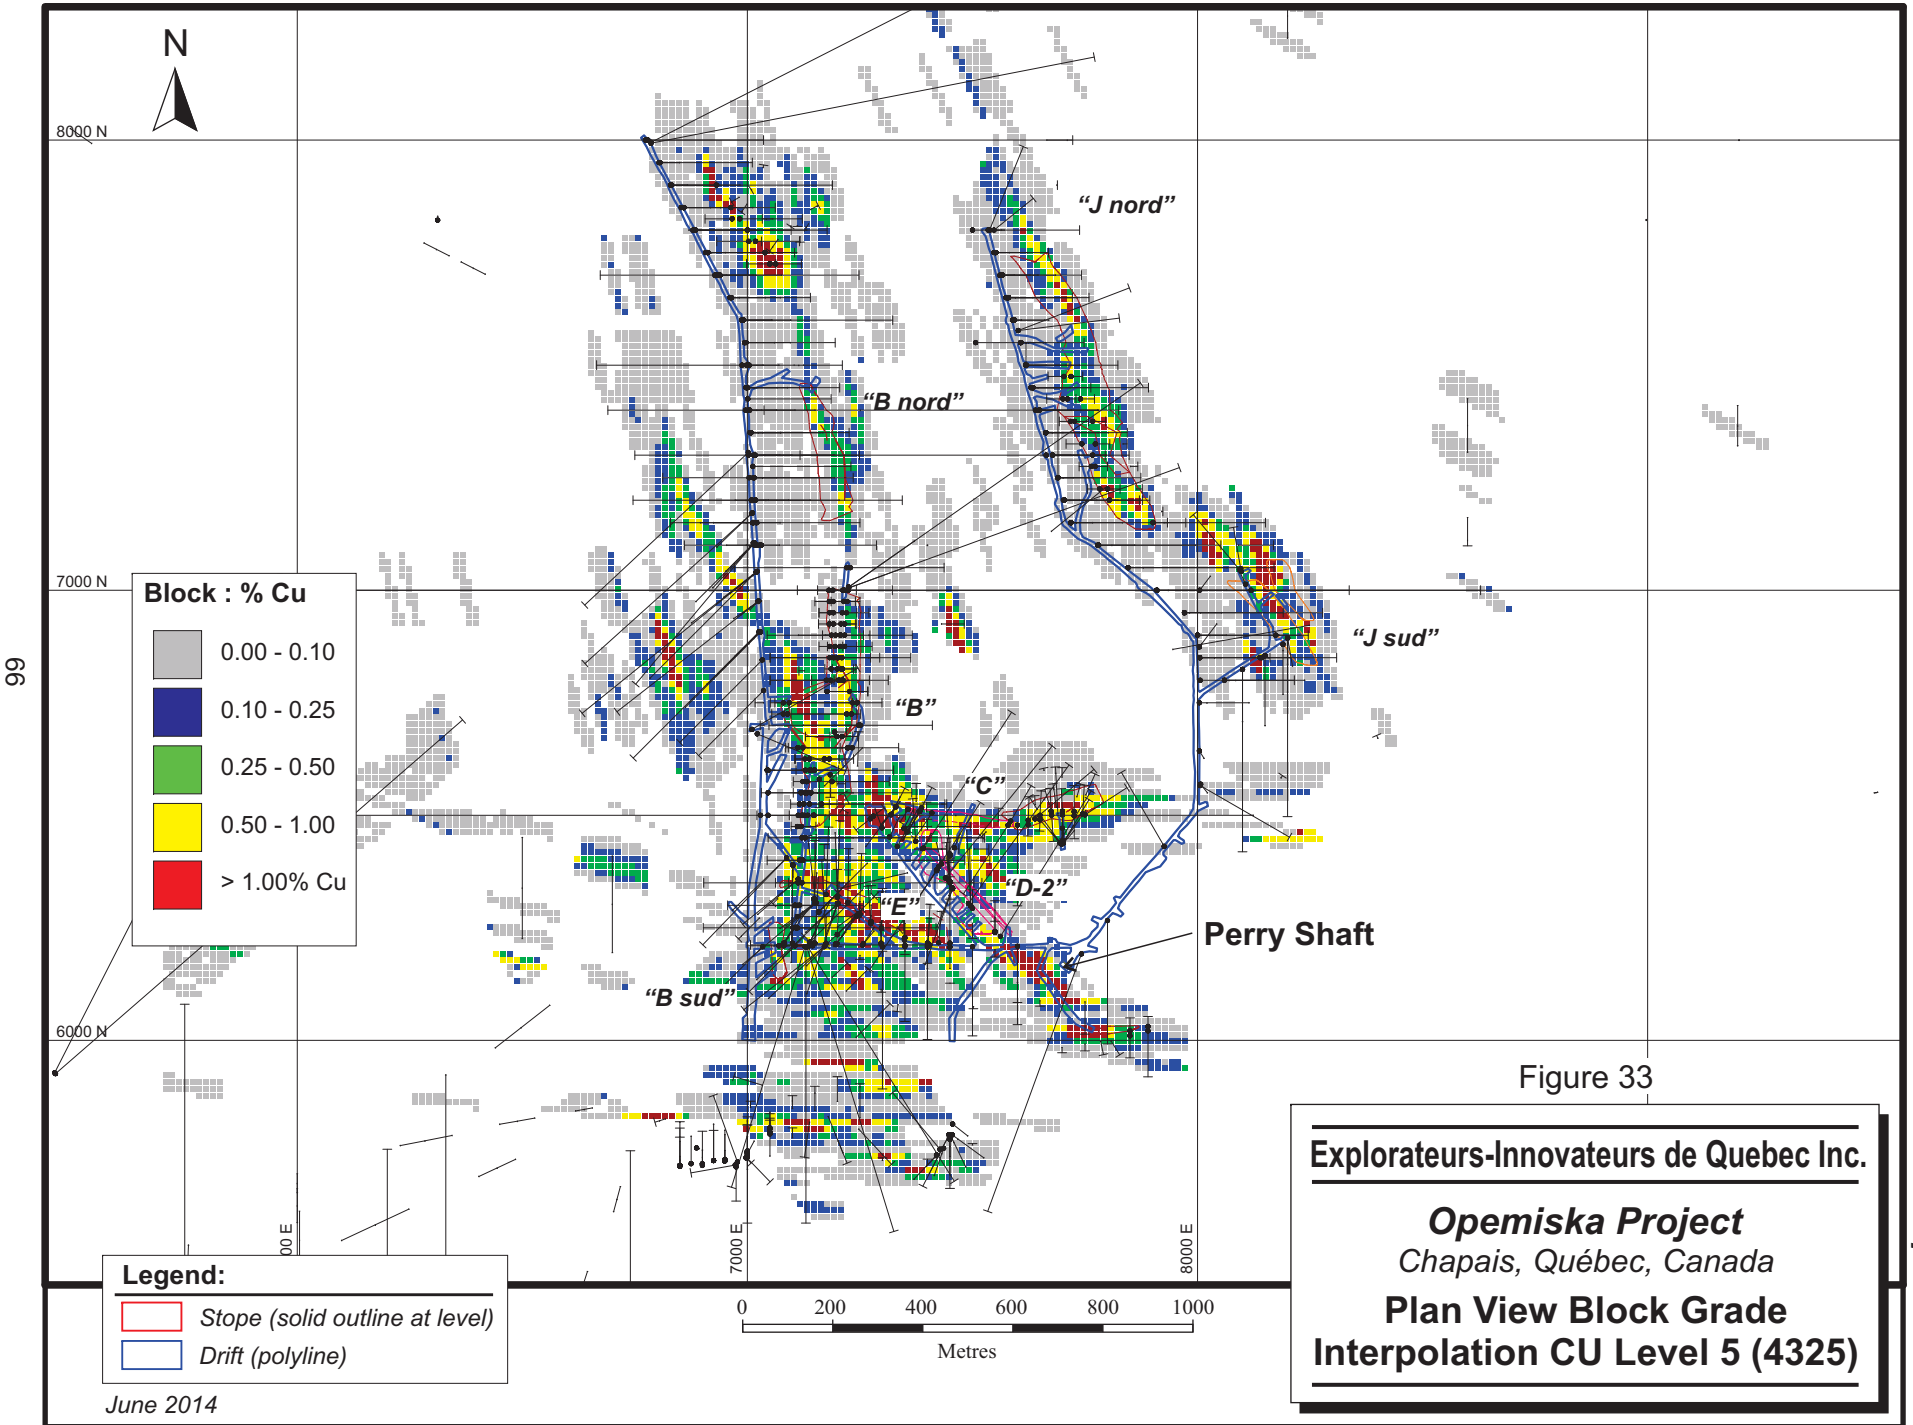 N
8000 N
"J nord"
"B nord"
7000 N
Block : % Cu
0.00 - 0.10
0.10 - 0.25
0.25 - 0.50
0.50 - 1.00
> 1.00% Cu
66
"J sud"
"B"
"C"
"D-2"
"E"
Perry Shaft
"B sud"
6000 N
Figure 33
00 E
7000 E
8000 E
Explorateurs-Innovateurs de Quebec Inc.
Opemiska Project
Chapais, Québec, Canada
Plan View Block Grade
Interpolation CU Level 5 (4325)
Legend:
Stope (solid outline at level)
Drift (polyline)
0 200 400 600 800 1000
Metres
June 2014